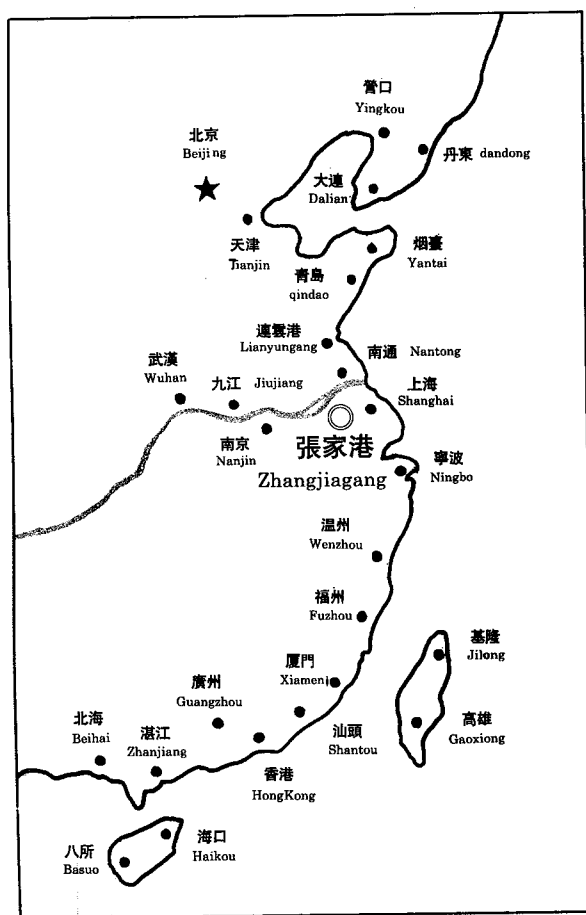 營口
Yingkou
北京
Beijing
丹東 dandong
大連
Dalian
天津
Tianjin
烟臺
Yantai
青島
qindao
連雲港
Lianyungang
南通 Nantong
武漢
Wuhan
九江 Jiujiang
上海
Shanghai
南京
Nanjin
張家港
Zhangjiagang
寧波
Ningbo
温州
Wenzhou
福州
Fuzhou
基隆
Jilong
厦門
Xiamen
廣州
Guangzhou
高雄
Gaoxiong
汕頭
Shantou
北海
Beihai
湛江
Zhanjiang
香港
HongKong
海口
Haikou
八所
Basuo